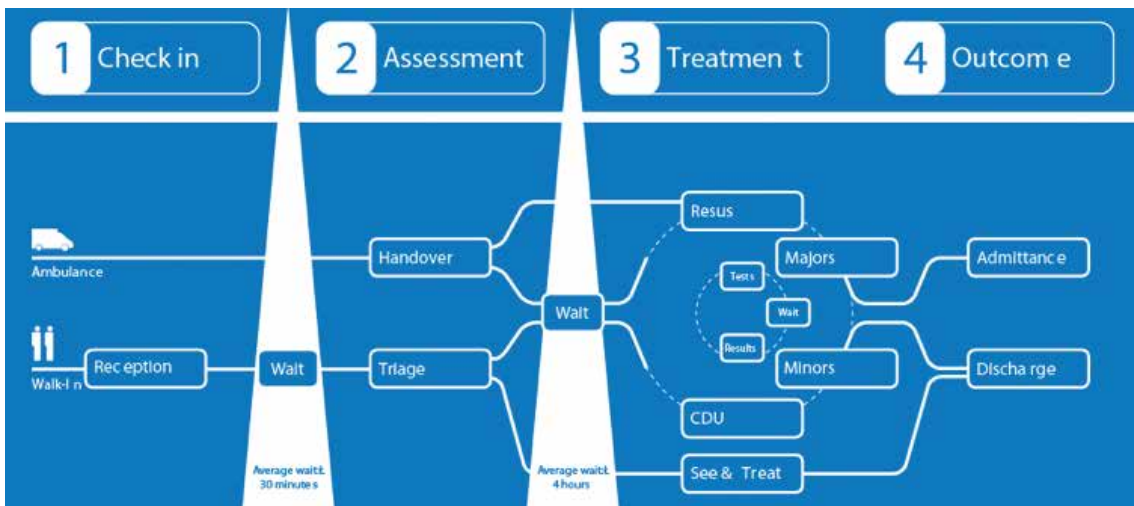 1 Check in
2 Assessment
3 Treatmen t
4 Outcom e
Resus
Ambulance
Handover
Majors
Admittanc e
Tests
Wait
Wait
Walk-I n
Rec eption
Wait
Triage
Results
Minors
Discha rge
CDU
Average wait:
30 minut e s
Average wait:
4 hours
See & Treat